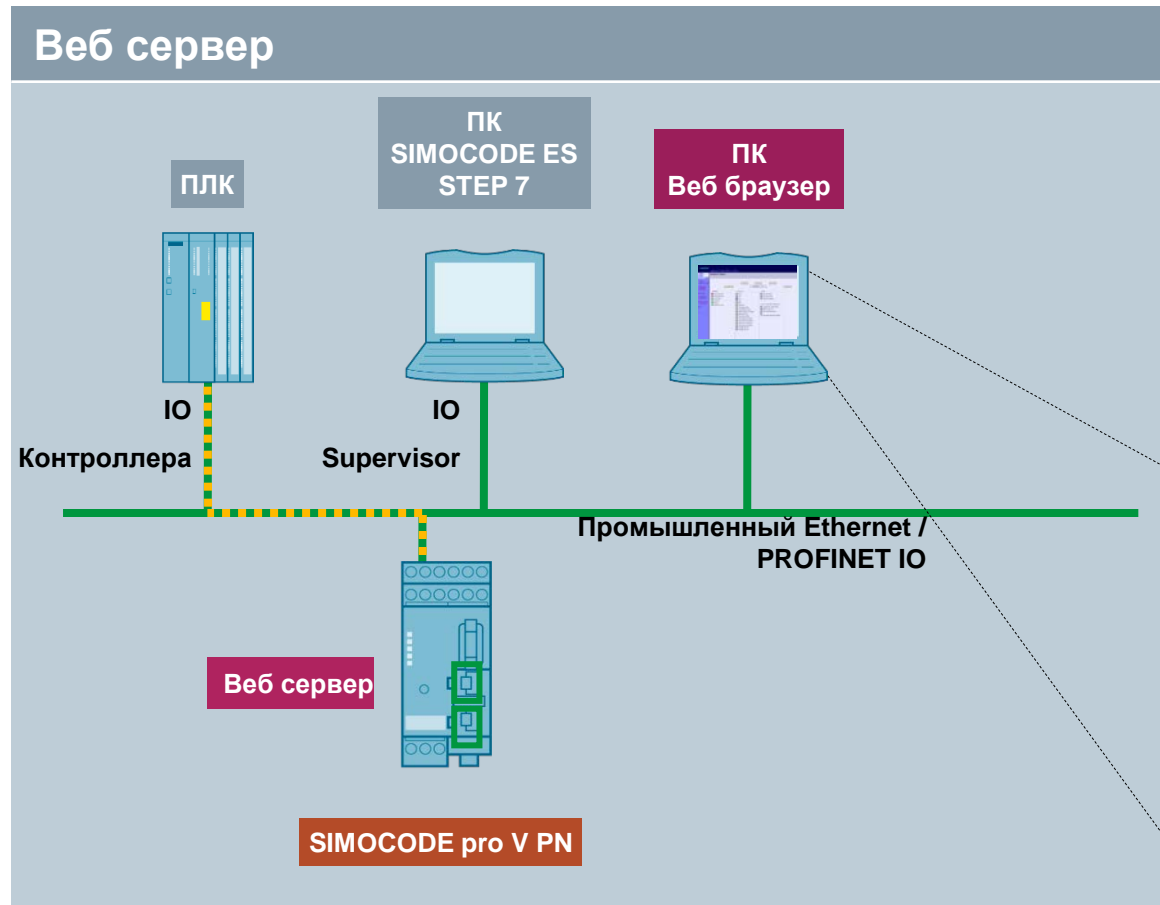 Веб сервер
ПК
SIMOCODE ES
STEP 7
ПК
Веб браузер
ПЛК
IO
Контроллера
IO
Supervisor
Промышленный Ethernet /
PROFINET IO
Веб сервер
SIMOCODE pro V PN